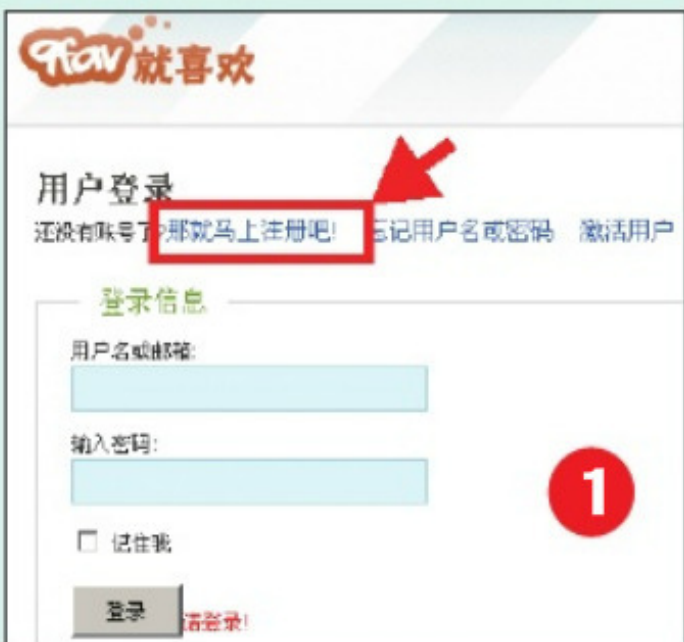 9fav就喜欢
用户登录
还没有账号了?那就马上注册吧! 忘记用户名或密码 激活用户
登录信息
用户名或邮箱:
输入密码:
记住我
登录 请登录!
1